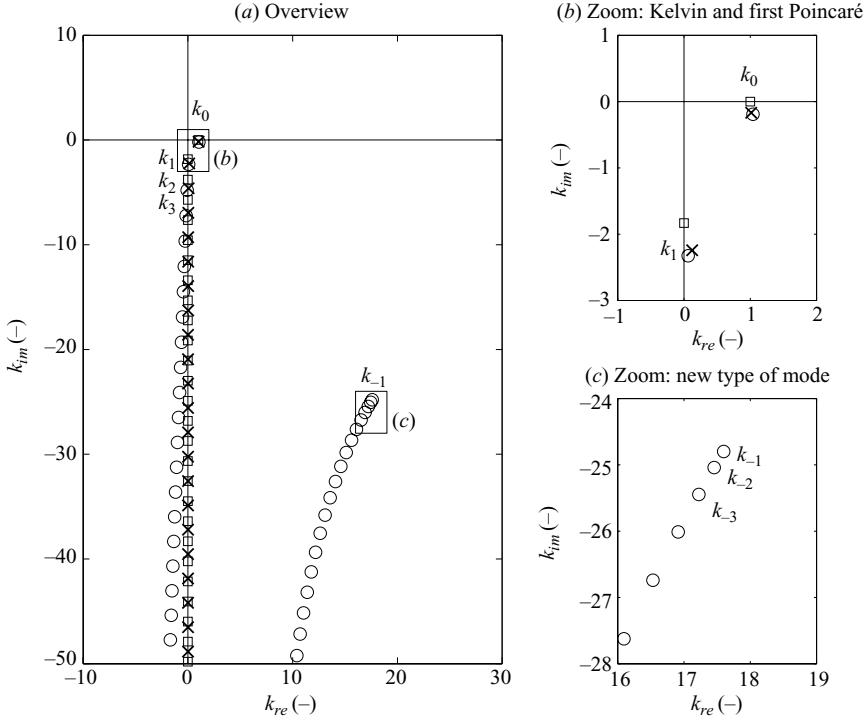 (a) Overview
10
0
−10
−20
−30
−40
−50
−10
0
10
20
30
k_im (–)
k_re (–)
k_0
k_1
k_2
k_3
(b)
k_−1
(c)
(b) Zoom: Kelvin and first Poincaré
1
0
−1
−2
−3
−1
0
1
2
k_im (–)
k_re (–)
k_0
k_1
(c) Zoom: new type of mode
−24
−25
−26
−27
−28
16
17
18
19
k_im (–)
k_re (–)
k_−1
k_−2
k_−3